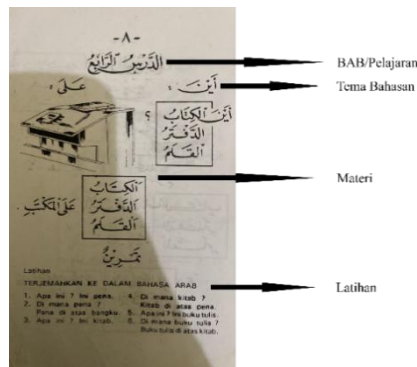 -٨-
الدَّرْسُ الرَّابِعُ
BAB/Pelajaran
أَيْنَ : عَلَى :
Tema Bahasan
أَيْنَ الْكِتَابُ ؟
الدَّفْتَرُ
الْقَلَمُ
الْكِتَابُ
Materi
الدَّفْتَرُ عَلَى الْمَكْتَبِ.
الْقَلَمُ
تَمْرِيْنٌ
Latihan
TERJEMAHKAN KE DALAM BAHASA ARAB
Latihan
1. Apa ini ? Ini pena.
2. Di mana pena ?
Pena di atas bangku.
3. Apa ini ? Ini kitab.
4. Di mana kitab ?
Kitab di atas pena.
5. Apa ini ? Ini buku tulis.
6. Di mana buku tulis ?
Buku tulis di atas kitab.